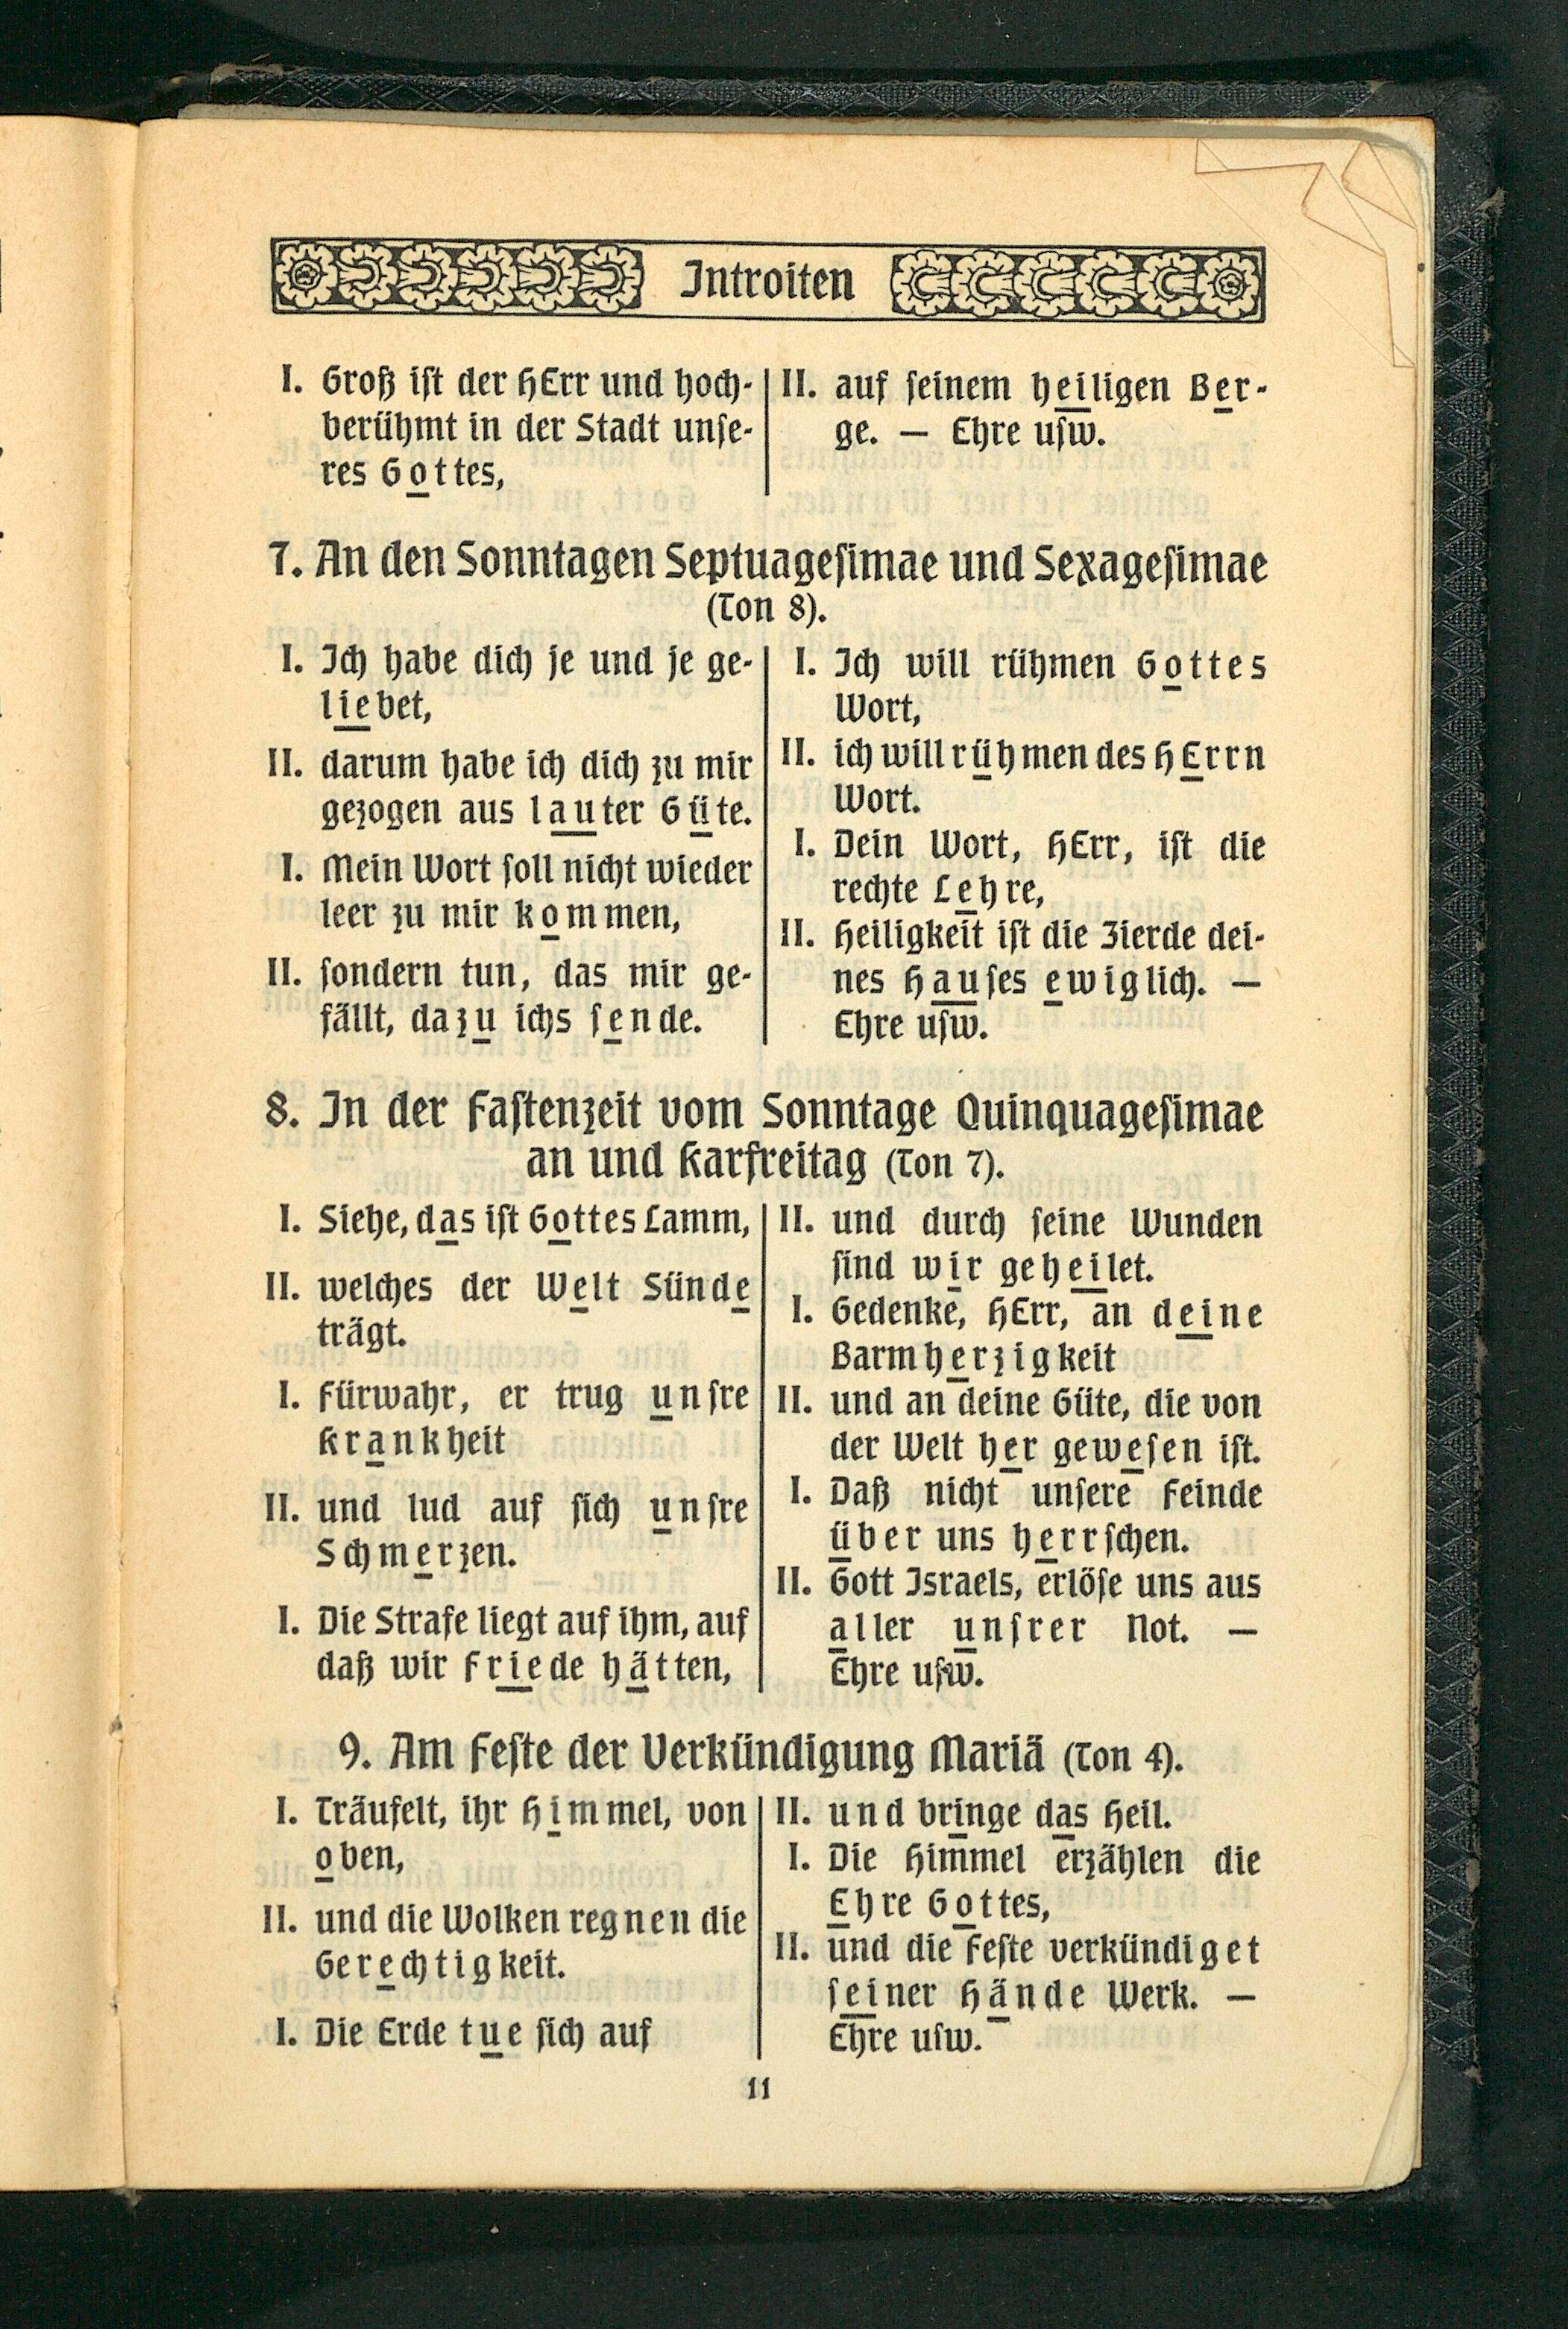 Introiten
I. Groß ist der HErr und hoch-
berühmt in der Stadt unse-
res Gottes,
II. auf seinem heiligen Ber-
ge. — Ehre usw.
7. An den Sonntagen Septuagesimae und Sexagesimae
(Ton 8).
I. Ich habe dich je und je ge-
liebet,
II. darum habe ich dich zu mir
gezogen aus lauter Güte.
I. Mein Wort soll nicht wieder
leer zu mir kommen,
II. sondern tun, das mir ge-
fällt, dazu ichs sende.
I. Ich will rühmen Gottes
Wort,
II. ich will rühmen des HErrn
Wort.
I. Dein Wort, HErr, ist die
rechte Lehre,
II. Heiligkeit ist die Zierde dei-
nes Hauses ewiglich. —
Ehre usw.
8. In der Fastenzeit vom Sonntage Quinquagesimae
an und Karfreitag (Ton 7).
I. Siehe, das ist Gottes Lamm,
II. welches der Welt Sünde
trägt.
I. Fürwahr, er trug unsre
Krankheit
II. und lud auf sich unsre
Schmerzen.
I. Die Strafe liegt auf ihm, auf
daß wir Friede hätten,
II. und durch seine Wunden
sind wir geheilet.
I. Gedenke, HErr, an deine
Barmherzigkeit
II. und an deine Güte, die von
der Welt her gewesen ist.
I. Daß nicht unsere Feinde
über uns herrschen.
II. Gott Israels, erlöse uns aus
aller unsrer Not. —
Ehre usw.
9. Am Feste der Verkündigung Mariä (Ton 4).
I. Träufelt, ihr Himmel, von
oben,
II. und die Wolken regnen die
Gerechtigkeit.
I. Die Erde tue sich auf
II. und bringe das Heil.
I. Die Himmel erzählen die
Ehre Gottes,
II. und die Feste verkündiget
seiner Hände Werk. —
Ehre usw.
11